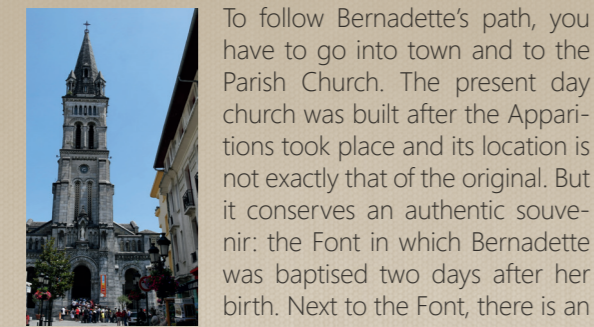 To follow Bernadette’s path, you
have to go into town and to the
Parish Church. The present day
church was built after the Appari-
tions took place and its location is
not exactly that of the original. But
it conserves an authentic souve-
nir: the Font in which Bernadette
was baptised two days after her
birth. Next to the Font, there is an